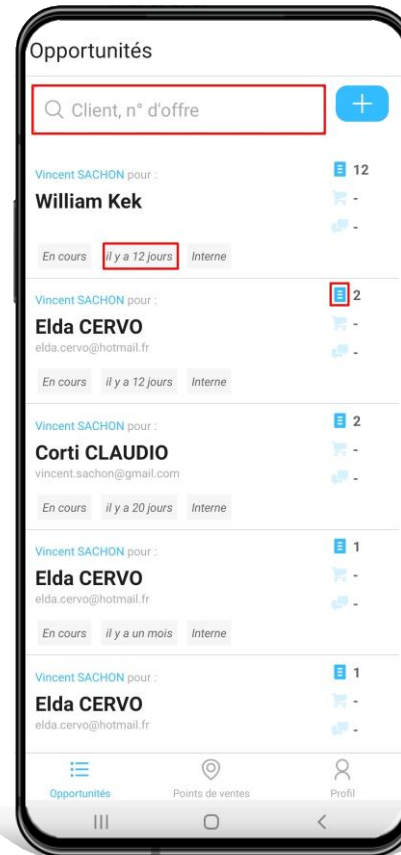 Opportunités
Client, n° d'offre
Vincent SACHON pour :
12
William Kek
-
-
En cours il y a 12 jours Interne
Vincent SACHON pour :
2
Elda CERVO
-
elda.cervo@hotmail.fr
-
En cours il y a 12 jours Interne
Vincent SACHON pour :
2
Corti CLAUDIO
-
vincent.sachon@gmail.com
-
En cours il y a 20 jours Interne
Vincent SACHON pour :
1
Elda CERVO
-
elda.cervo@hotmail.fr
-
En cours il y a un mois Interne
Vincent SACHON pour :
1
Elda CERVO
-
elda.cervo@hotmail.fr
-
Opportunités Points de ventes Profil